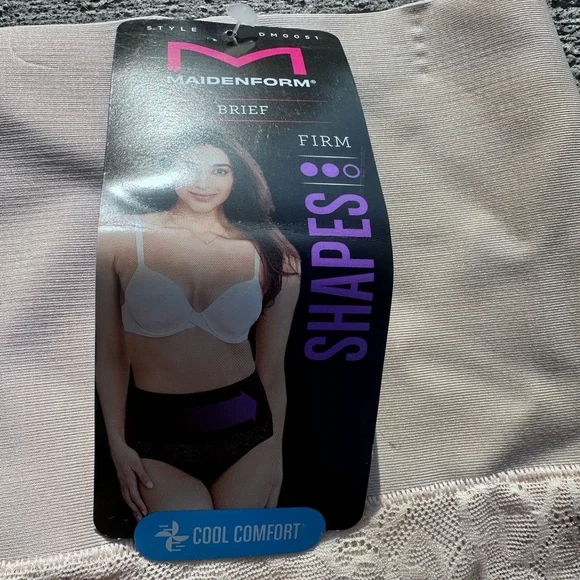 STYLE DM0051
MAIDENFORM®
BRIEF
FIRM
SHAPES
COOL COMFORT®